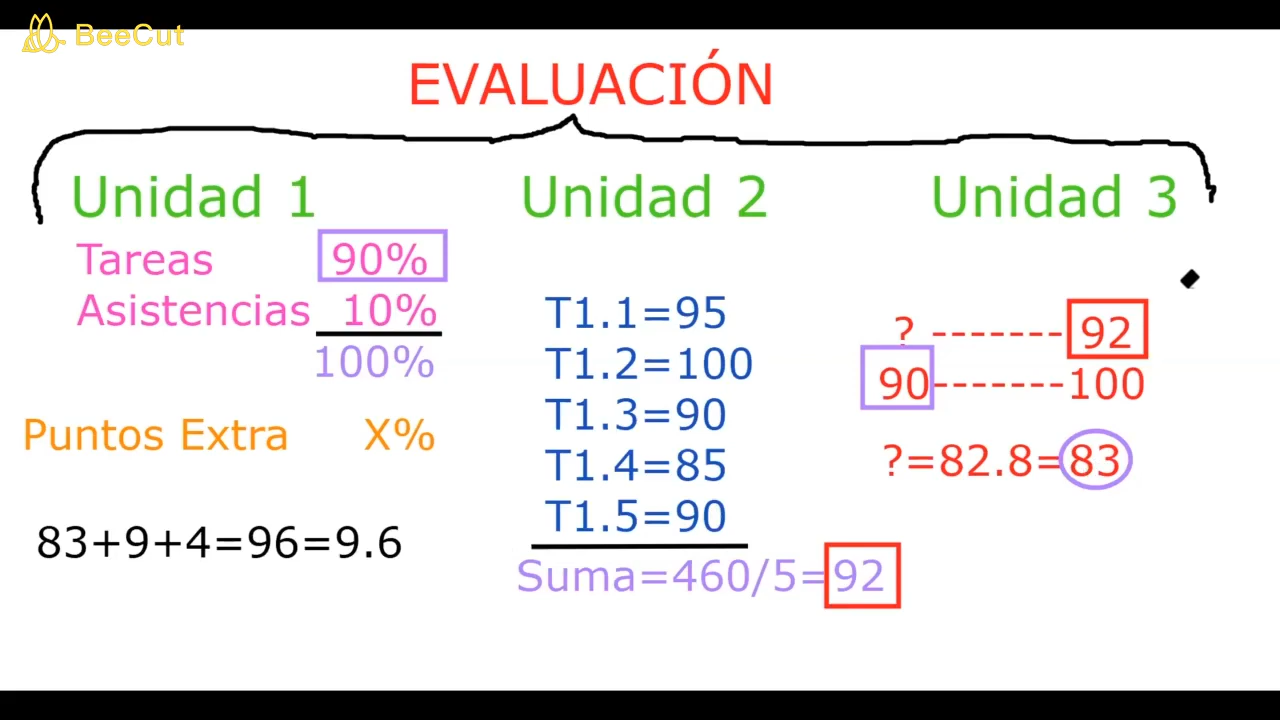 BeeCut
EVALUACIÓN
Unidad 1
Tareas 90%
Asistencias 10%
100%
Puntos Extra X%
83+9+4=96=9.6
Unidad 2
T1.1=95
T1.2=100
T1.3=90
T1.4=85
T1.5=90
Suma=460/5=92
Unidad 3
? ------- 92
90-------100
?=82.8=83